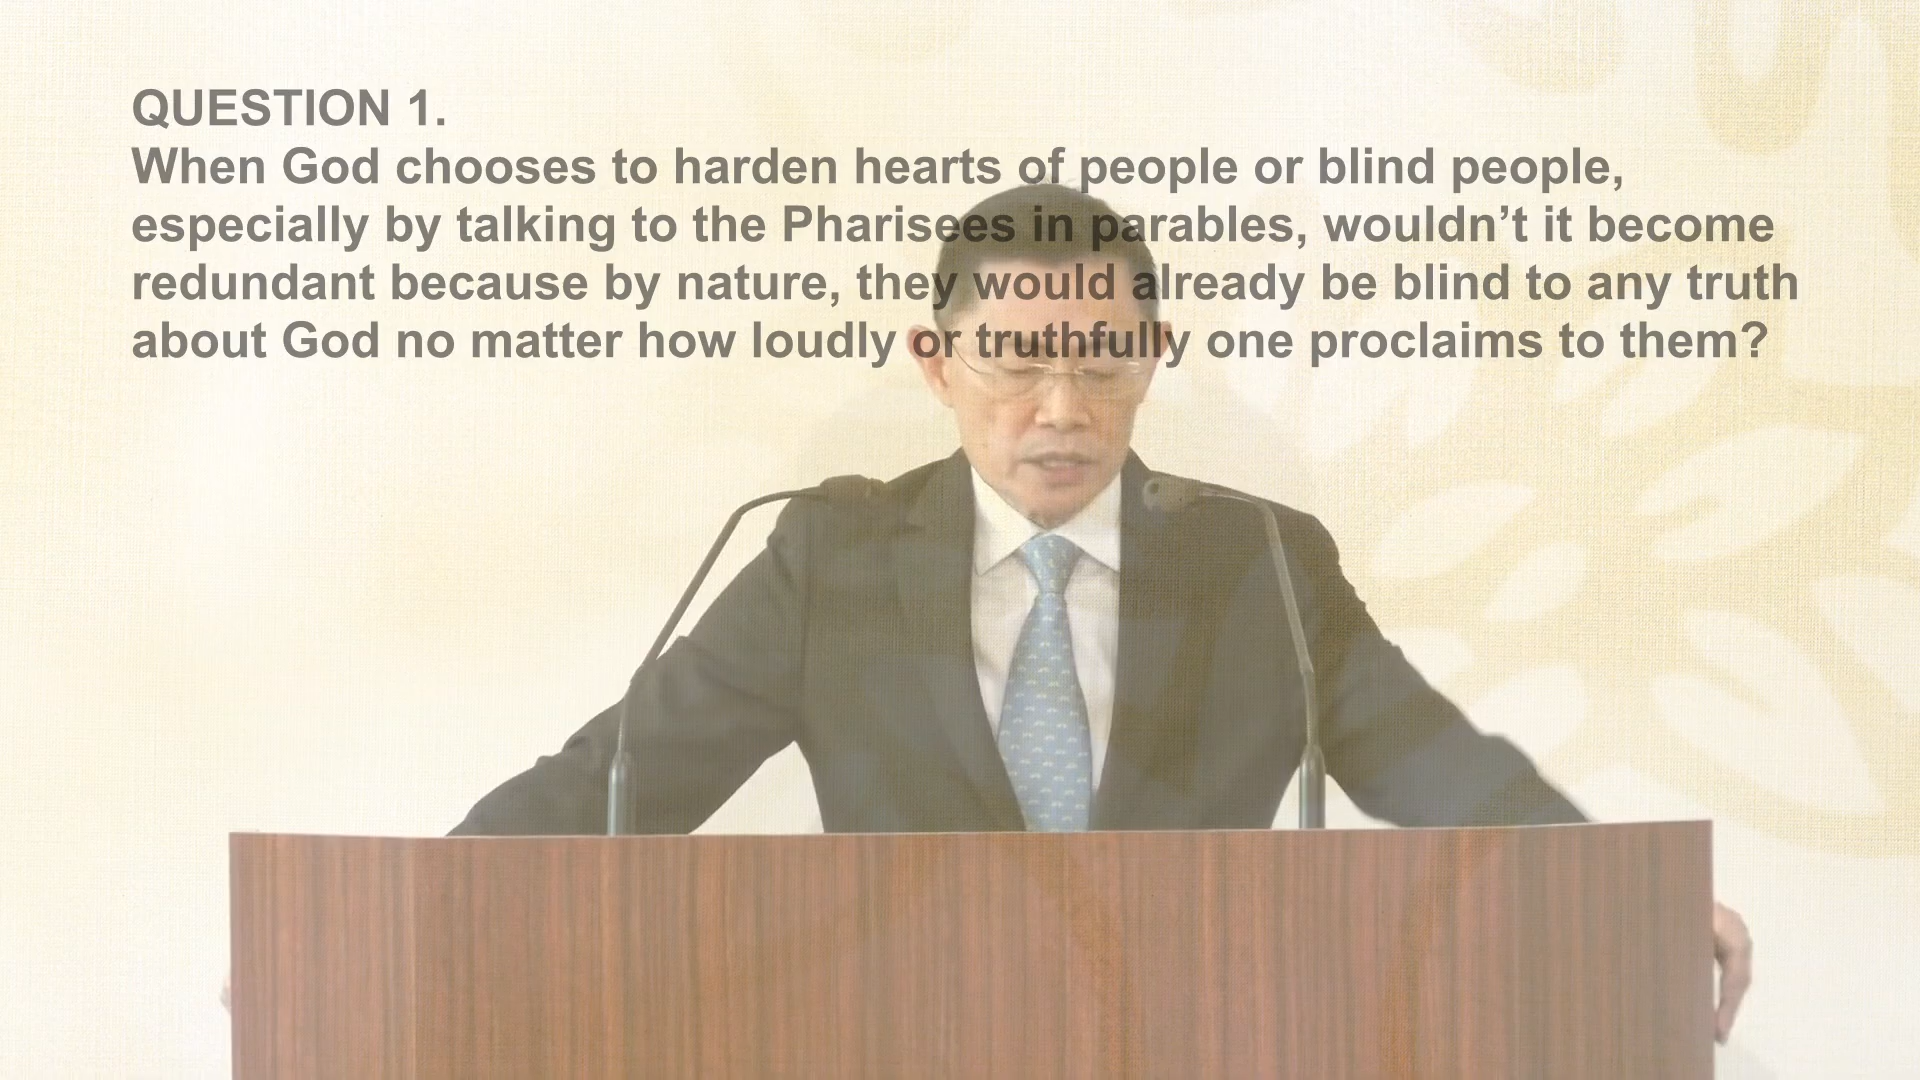 QUESTION 1.
When God chooses to harden hearts of people or blind people,
especially by talking to the Pharisees in parables, wouldn’t it become
redundant because by nature, they would already be blind to any truth
about God no matter how loudly or truthfully one proclaims to them?